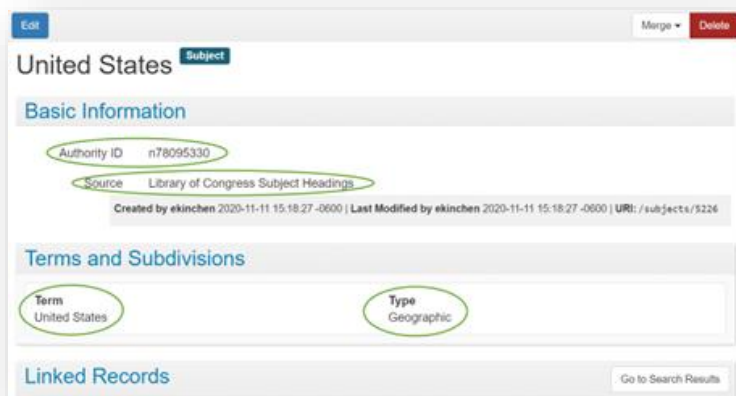 Edit
Merge
Delete
United States Subject
Basic Information
Authority ID n78095330
Source Library of Congress Subject Headings
Created by ekinchen 2020-11-11 15:18:27 -0600 | Last Modified by ekinchen 2020-11-11 15:18:27 -0600 | URI: /subjects/5226
Terms and Subdivisions
Term Type
United States Geographic
Linked Records
Go to Search Results